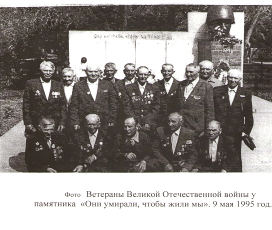 Фото Ветераны Великой Отечественной войны у
памятника «Они умирали, чтобы жили мы». 9 мая 1995 год.